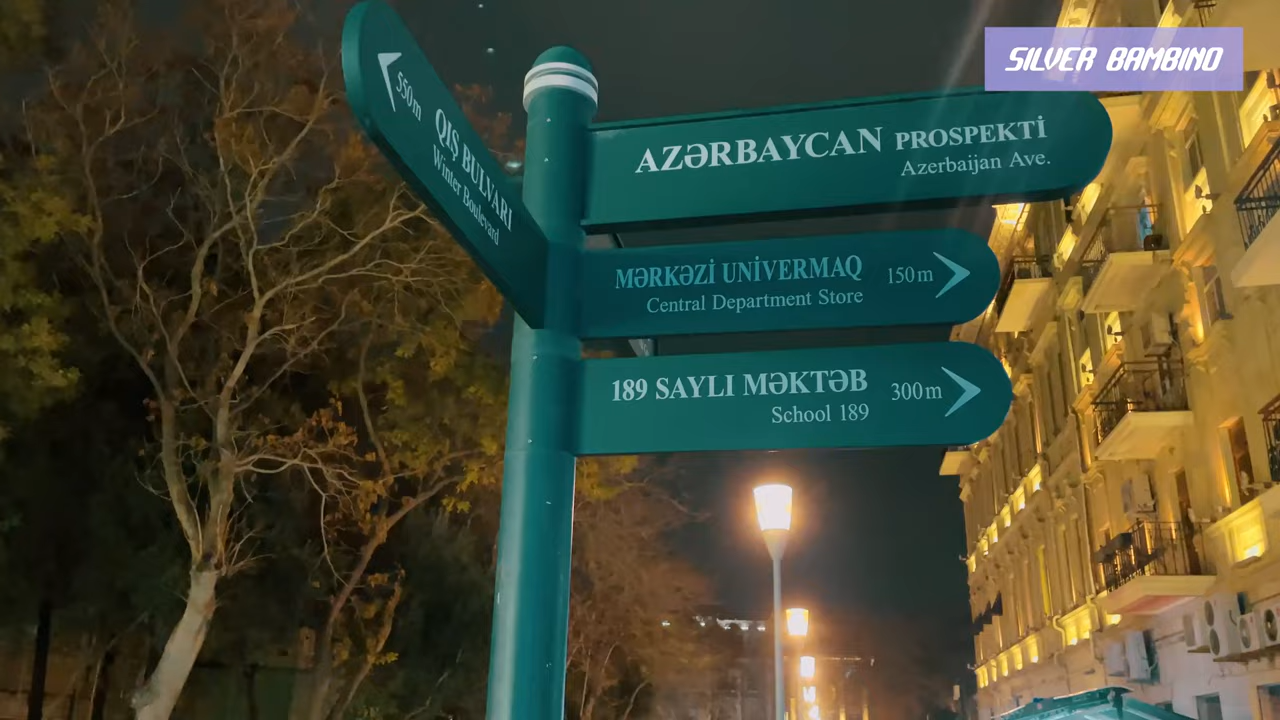 SILVER BAMBINO
550m
QIŞ BULVARI
Winter Boulevard
AZƏRBAYCAN PROSPEKTİ
Azerbaijan Ave.
MƏRKƏZİ UNİVERMAQ 150m
Central Department Store
189 SAYLI MƏKTƏB 300m
School 189